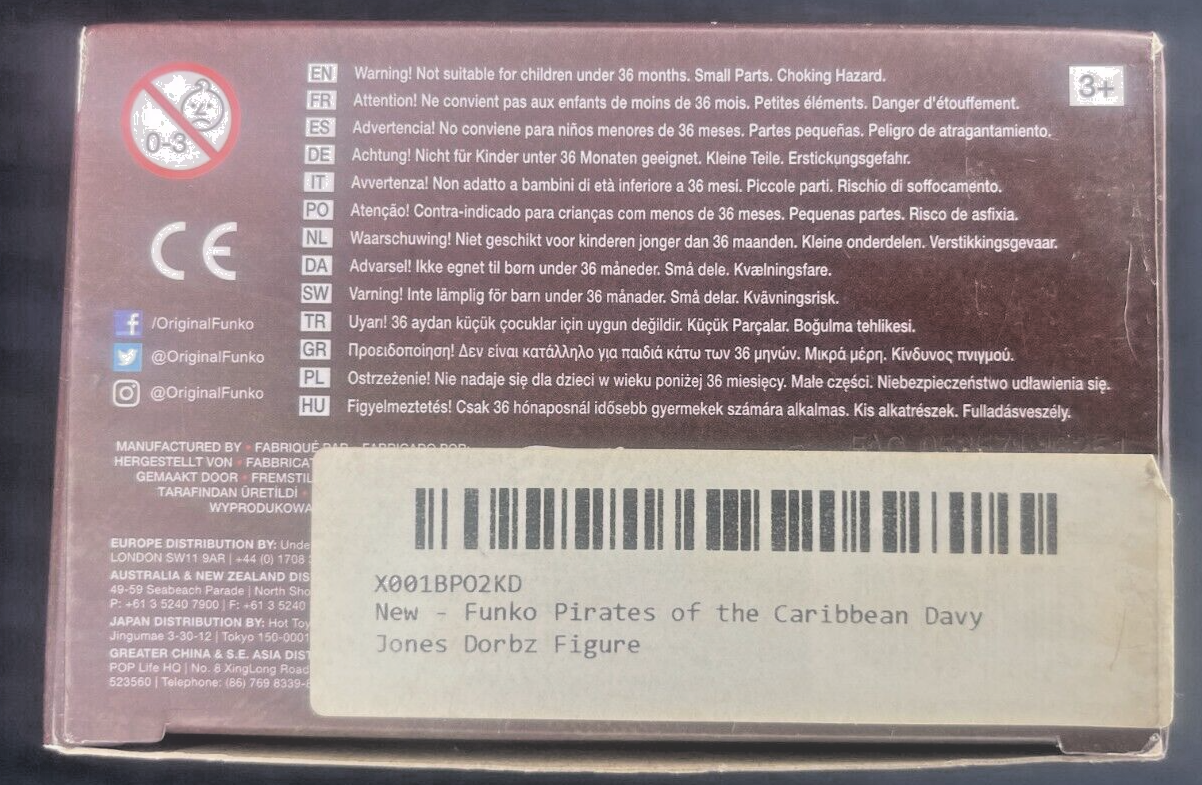 0-3
CE
/OriginalFunko
@OriginalFunko
@OriginalFunko
EN Warning! Not suitable for children under 36 months. Small Parts. Choking Hazard.
FR Attention! Ne convient pas aux enfants de moins de 36 mois. Petites éléments. Danger d'étouffement.
ES Advertencia! No conviene para niños menores de 36 meses. Partes pequeñas. Peligro de atragantamiento.
DE Achtung! Nicht für Kinder unter 36 Monaten geeignet. Kleine Teile. Erstickungsgefahr.
IT Avvertenza! Non adatto a bambini di età inferiore a 36 mesi. Piccole parti. Rischio di soffocamento.
PO Atenção! Contra-indicado para crianças com menos de 36 meses. Pequenas partes. Risco de asfixia.
NL Waarschuwing! Niet geschikt voor kinderen jonger dan 36 maanden. Kleine onderdelen. Verstikkingsgevaar.
DA Advarsel! Ikke egnet til børn under 36 måneder. Små dele. Kvælningsfare.
SW Varning! Inte lämplig för barn under 36 månader. Små delar. Kvävningsrisk.
TR Uyarı! 36 aydan küçük çocuklar için uygun değildir. Küçük Parçalar. Boğulma tehlikesi.
GR Προειδοποίηση! Δεν είναι κατάλληλο για παιδιά κάτω των 36 μηνών. Μικρά μέρη. Κίνδυνος πνιγμού.
PL Ostrzeżenie! Nie nadaje się dla dzieci w wieku poniżej 36 miesięcy. Małe części. Niebezpieczeństwo udławienia się.
HU Figyelmeztetés! Csak 36 hónaposnál idősebb gyermekek számára alkalmas. Kis alkatrészek. Fulladásveszély.
3+
MANUFACTURED BY • FABRIQUÉ PAR • FABRICADO POR
HERGESTELLT VON • FABBRICAT
GEMAAKT DOOR • FREMSTIL
TARAFINDAN ÜRETİLDİ •
WYPRODUKOWA
EUROPE DISTRIBUTION BY: Unde
LONDON SW11 9AR | +44 (0) 1708
AUSTRALIA & NEW ZEALAND DIS
49-59 Seabeach Parade | North Sho
P: +61 3 5240 7900 | F: +61 3 5240
JAPAN DISTRIBUTION BY: Hot Toy
Jingumae 3-30-12 | Tokyo 150-0001
GREATER CHINA & S.E. ASIA DIST
POP Life HQ | No. 8 XingLong Road
523560 | Telephone: (86) 769 8339-8
X001BPO2KD
New - Funko Pirates of the Caribbean Davy
Jones Dorbz Figure